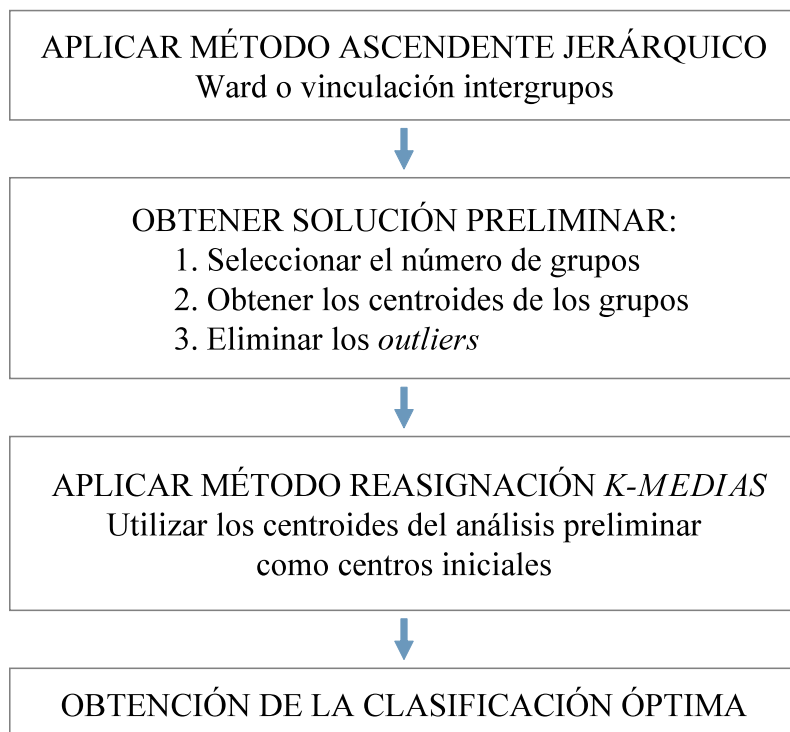 APLICAR MÉTODO ASCENDENTE JERÁRQUICO
Ward o vinculación intergrupos
OBTENER SOLUCIÓN PRELIMINAR:
1. Seleccionar el número de grupos
2. Obtener los centroides de los grupos
3. Eliminar los outliers
APLICAR MÉTODO REASIGNACIÓN K-MEDIAS
Utilizar los centroides del análisis preliminar
como centros iniciales
OBTENCIÓN DE LA CLASIFICACIÓN ÓPTIMA